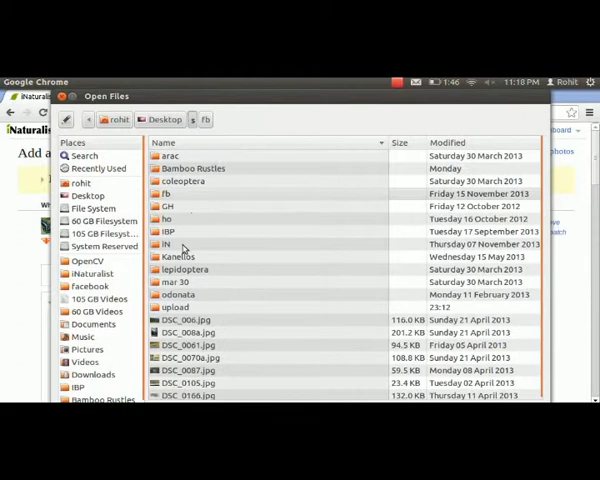 Google Chrome 1:46 11:18 PM Rohit
iNaturalis Open Files
rohit Desktop s fb
iNaturalis
Add a
Places Name Size Modified
Search arac Saturday 30 March 2013
Recently Used Bamboo Rustles Monday
rohit coleoptera Saturday 30 March 2013
Desktop fb Friday 15 November 2013
File System GH Friday 12 October 2012
60 GB Filesystem ho Tuesday 16 October 2012
105 GB Filesyst... IBP Tuesday 17 September 2013
System Reserved iN Thursday 07 November 2013
OpenCV Kanellos Wednesday 15 May 2013
iNaturalist lepidoptera Saturday 30 March 2013
facebook mar 30 Saturday 30 March 2013
105 GB Videos odonata Monday 11 February 2013
60 GB Videos upload 23:12
Documents DSC_006.jpg 116.0 KB Sunday 21 April 2013
Music DSC_008a.jpg 201.2 KB Sunday 21 April 2013
Pictures DSC_0061.jpg 94.5 KB Friday 05 April 2013
Videos DSC_0070a.jpg 108.8 KB Sunday 21 April 2013
Downloads DSC_0087.jpg 59.5 KB Monday 08 April 2013
IBP DSC_0105.jpg 23.4 KB Tuesday 02 April 2013
Bamboo Rustles DSC_0166.jpg 132.0 KB Thursday 11 April 2013
board
photos